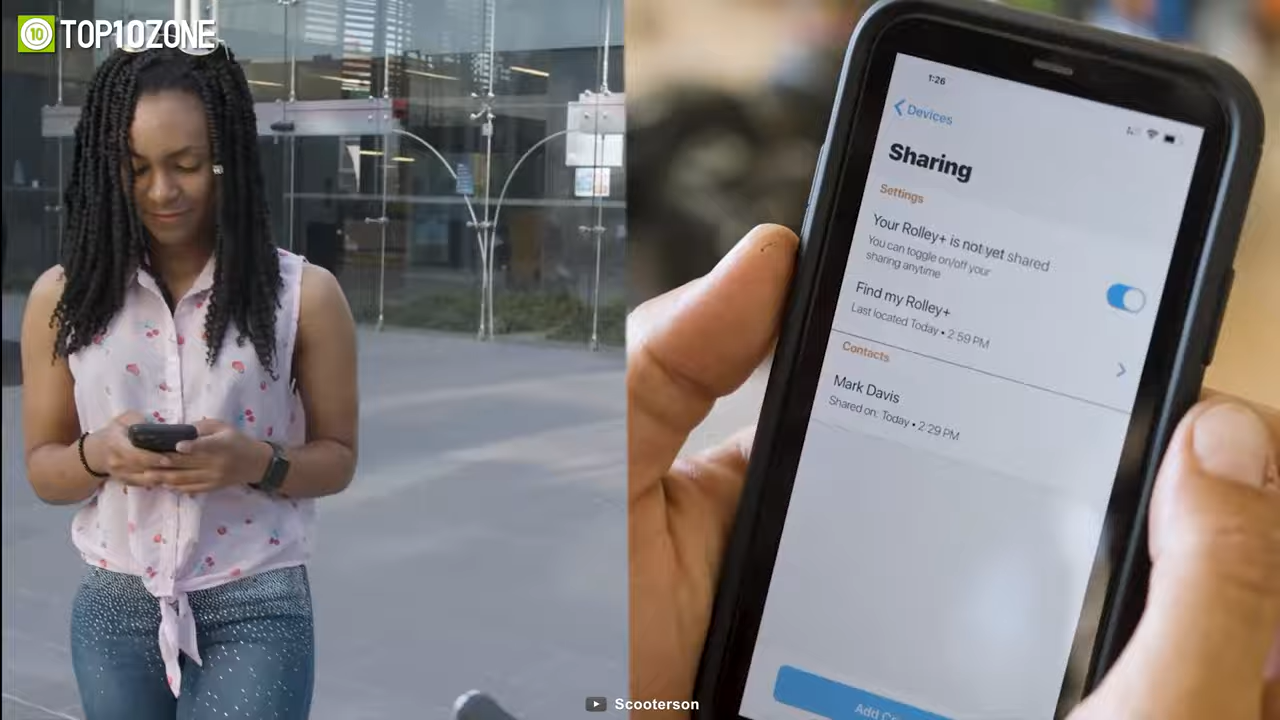 10 TOP10ZONE
1:26
Devices
Sharing
Settings
Your Rolley+ is not yet shared
You can toggle on/off your
sharing anytime
Find my Rolley+
Last located Today • 2:59 PM
Contacts
Mark Davis
Shared on: Today • 2:29 PM
Add
Scooterson